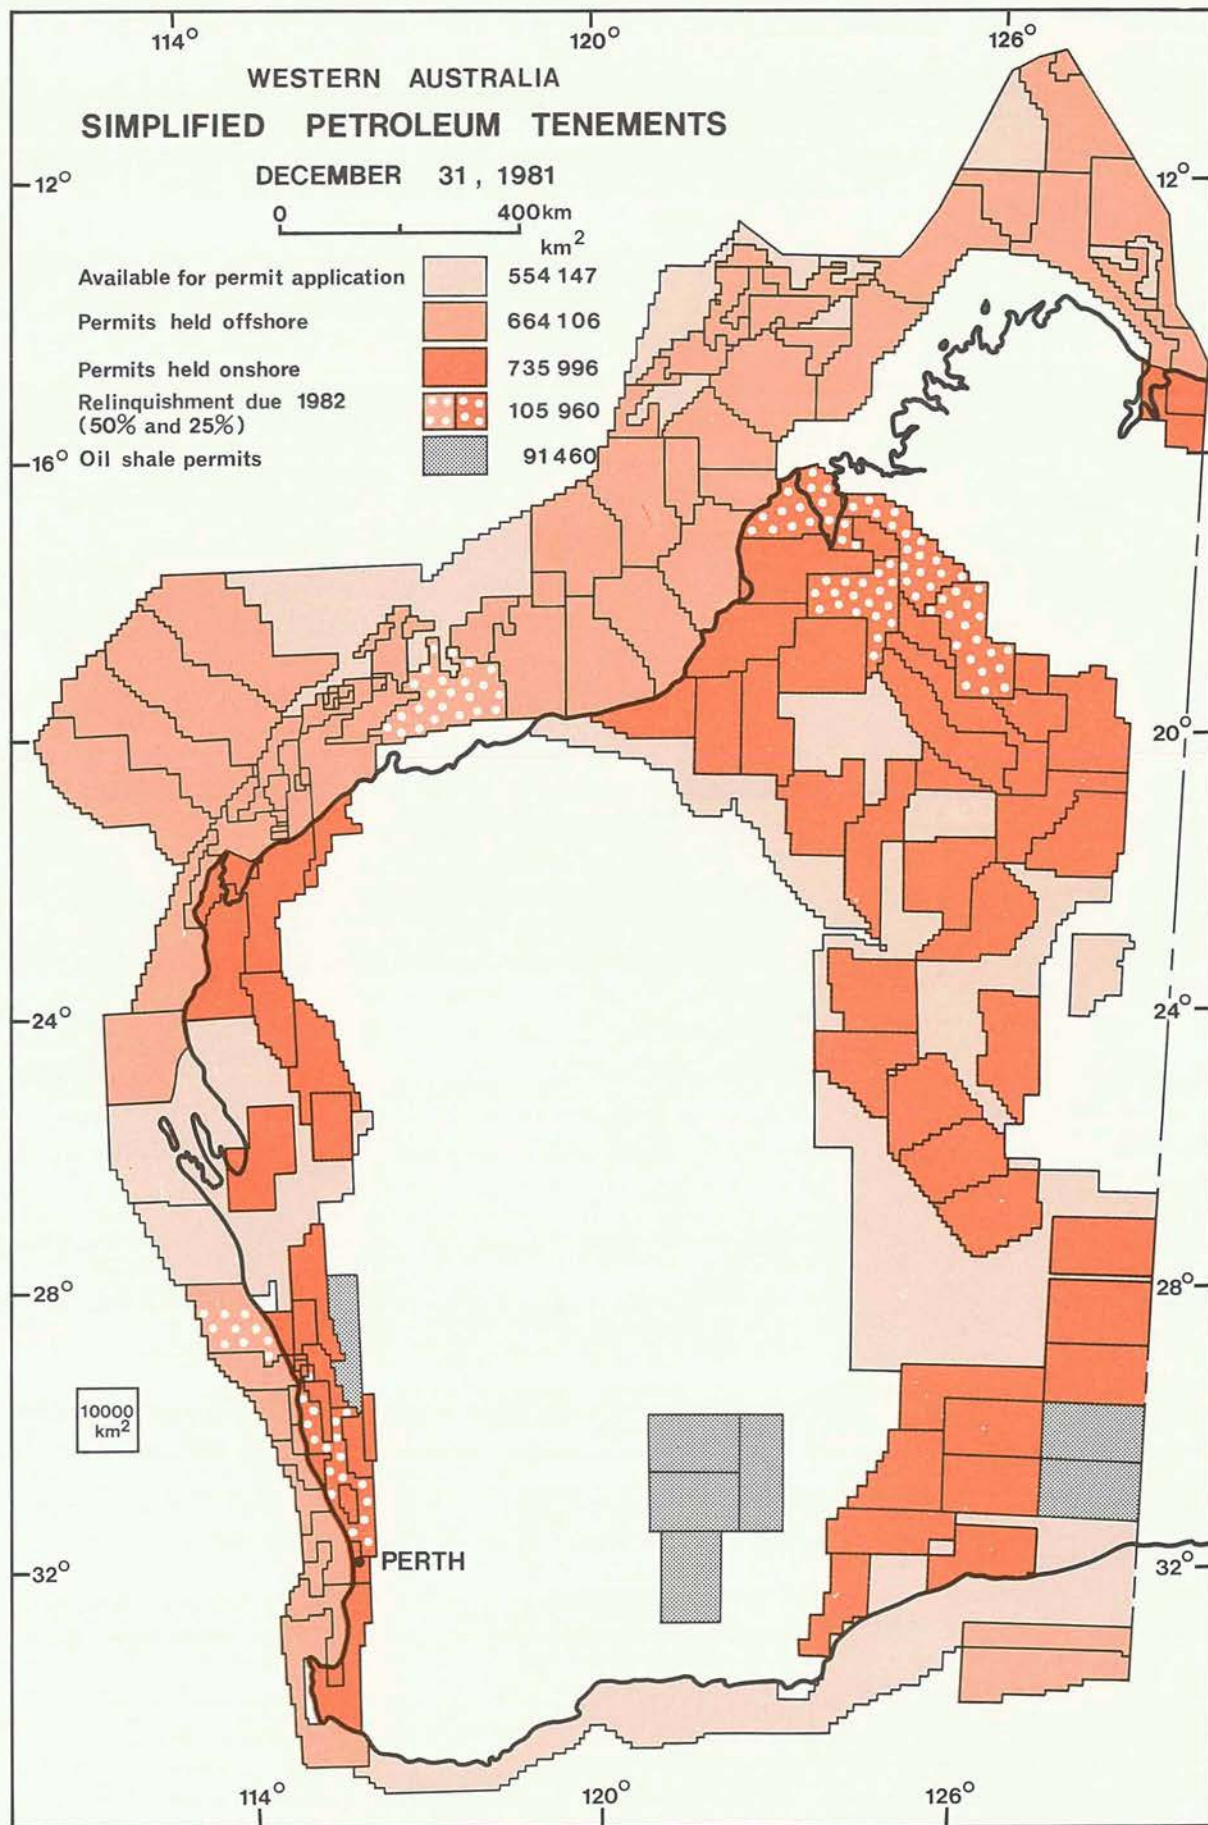 114° 120° 126°
WESTERN AUSTRALIA
SIMPLIFIED PETROLEUM TENEMENTS
DECEMBER 31, 1981
12° 12°
0 400km
km²
Available for permit application 554 147
Permits held offshore 664 106
Permits held onshore 735 996
Relinquishment due 1982
(50% and 25%) 105 960
Oil shale permits 91 460
16°
20°
24° 24°
28° 28°
10000
km²
PERTH
32° 32°
114° 120° 126°